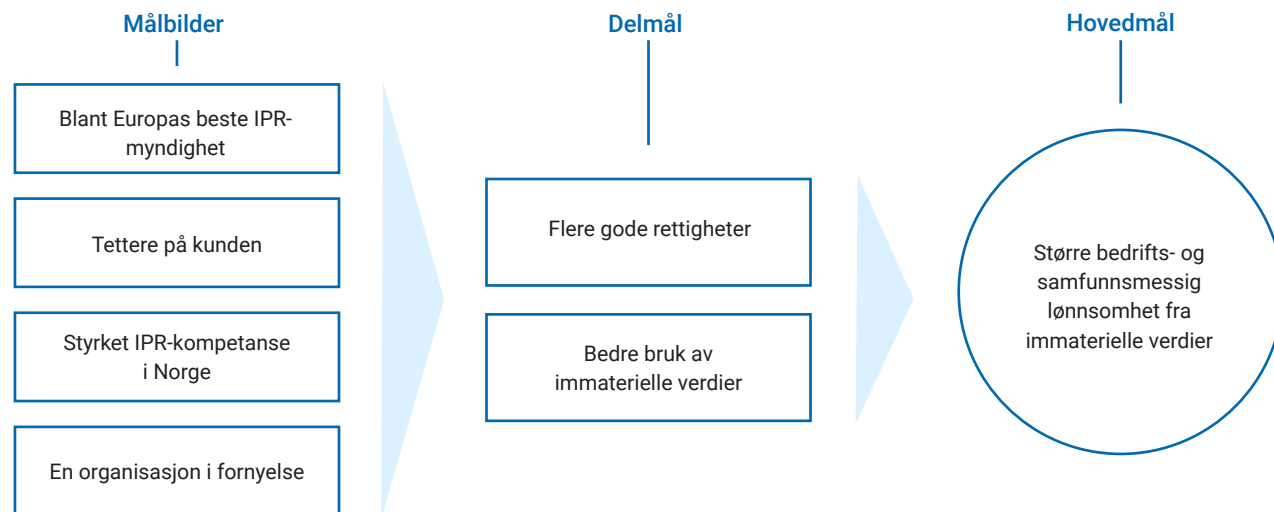 Målbilder
Blant Europas beste IPR-
myndighet
Tettere på kunden
Styrket IPR-kompetanse
i Norge
En organisasjon i fornyelse
Delmål
Flere gode rettigheter
Bedre bruk av
immaterielle verdier
Hovedmål
Større bedrifts- og
samfunnsmessig
lønnsomhet fra
immaterielle verdier